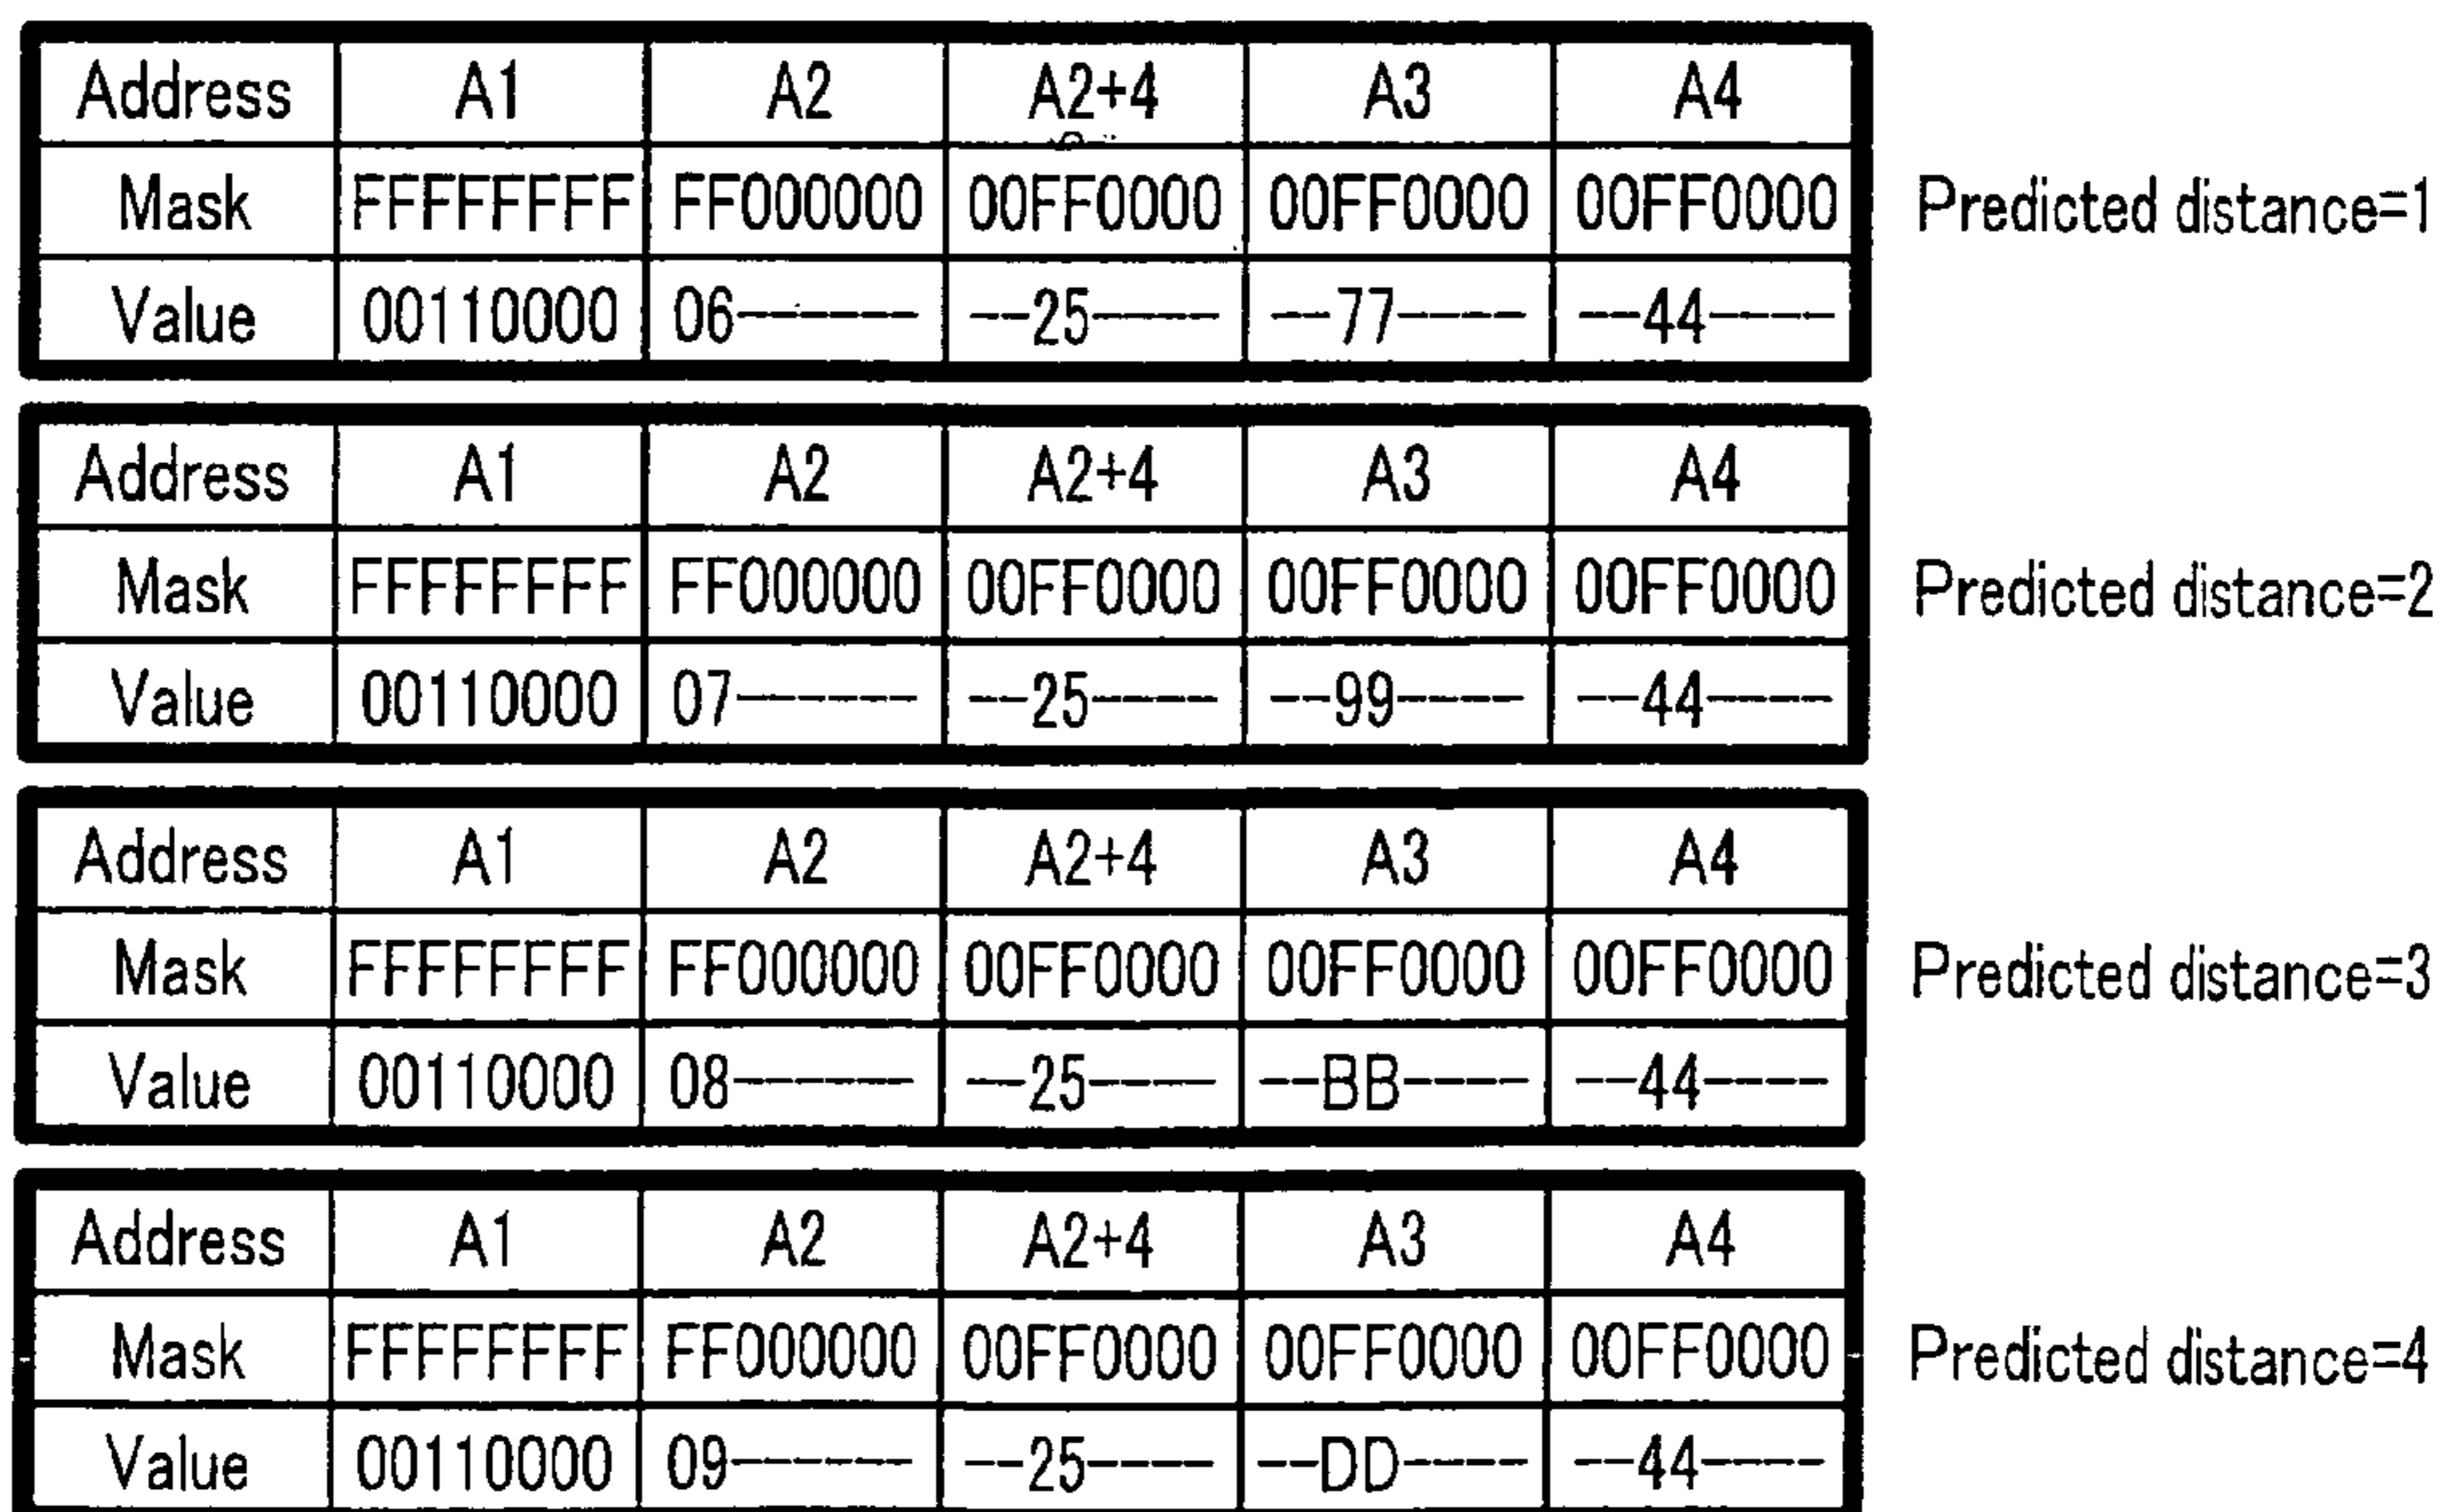 Address A1 A2 A2+4 A3 A4
Mask FFFFFFFF FF000000 00FF0000 00FF0000 00FF0000 Predicted distance=1
Value 00110000 06------ --25---- --77---- --44----
Address A1 A2 A2+4 A3 A4
Mask FFFFFFFF FF000000 00FF0000 00FF0000 00FF0000 Predicted distance=2
Value 00110000 07------ --25---- --99---- --44----
Address A1 A2 A2+4 A3 A4
Mask FFFFFFFF FF000000 00FF0000 00FF0000 00FF0000 Predicted distance=3
Value 00110000 08------ --25---- --BB---- --44----
Address A1 A2 A2+4 A3 A4
Mask FFFFFFFF FF000000 00FF0000 00FF0000 00FF0000 Predicted distance=4
Value 00110000 09------ --25---- --DD---- --44----